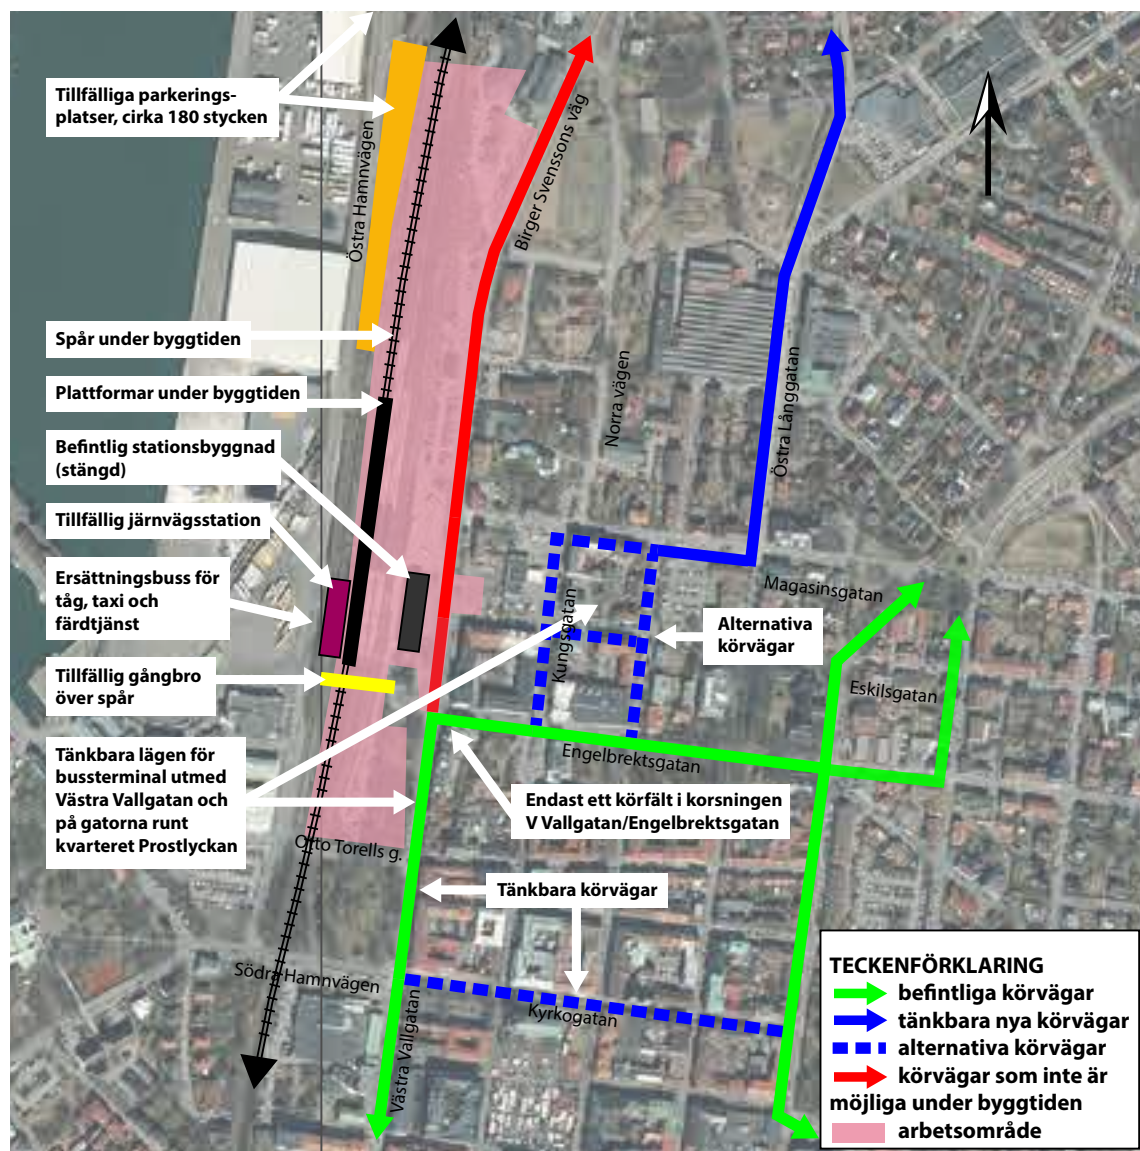 Tillfälliga parkerings-
platser, cirka 180 stycken
Östra Hamnvägen
Birger Svenssons väg
Spår under byggtiden
Plattformar under byggtiden
Norra vägen
Östra Långgatan
Befintlig stationsbyggnad
(stängd)
Tillfällig järnvägsstation
Ersättningsbuss för
tåg, taxi och
färdtjänst
Magasinsgatan
Kungsgatan
Alternativa
körvägar
Tillfällig gångbro
över spår
Eskilsgatan
Tänkbara lägen för
bussterminal utmed
Västra Vallgatan och
på gatorna runt
kvarteret Prostlyckan
Engelbrektsgatan
Endast ett körfält i korsningen
V Vallgatan/Engelbrektsgatan
Otto Torells g.
Tänkbara körvägar
Södra Hamnvägen
Kyrkogatan
Västra Vallgatan
TECKENFÖRKLARING
befintliga körvägar
tänkbara nya körvägar
alternativa körvägar
körvägar som inte är
möjliga under byggtiden
arbetsområde